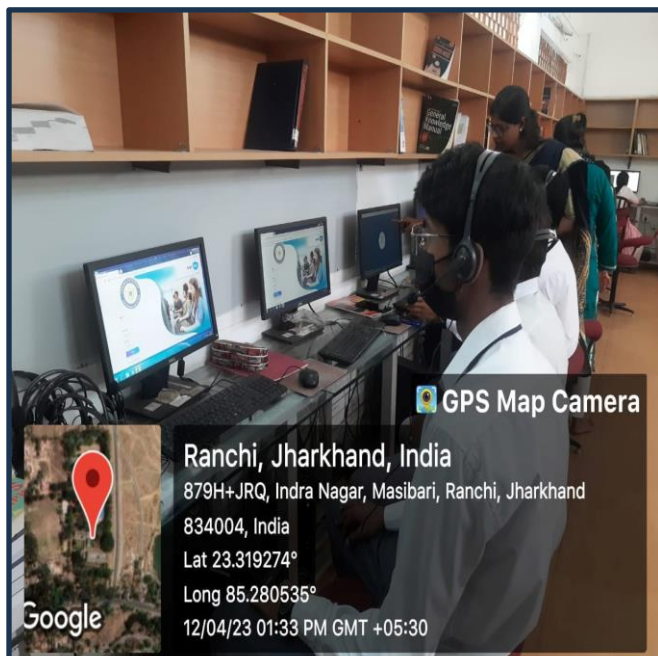 General
Knowledge
Manual
GPS Map Camera
Ranchi, Jharkhand, India
879H+JRQ, Indra Nagar, Masibari, Ranchi, Jharkhand
834004, India
Lat 23.319274°
Long 85.280535°
12/04/23 01:33 PM GMT +05:30
Google